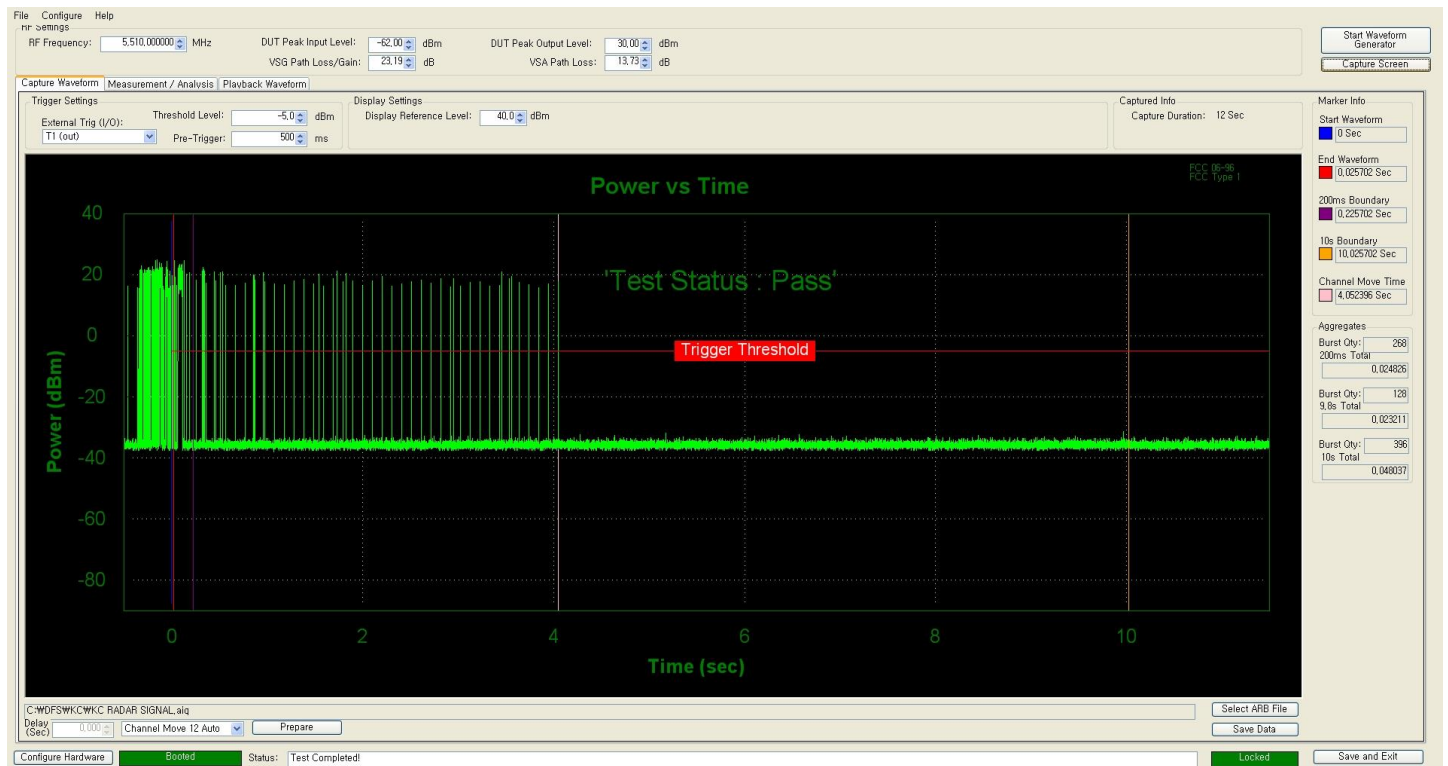 File Configure Help
RF Settings
RF Frequency: 5,510,000000 MHz DUT Peak Input Level: -62,00 dBm DUT Peak Output Level: 30,00 dBm
VSG Path Loss/Gain: 23,19 dB VSA Path Loss: 13,73 dB
Start Waveform
Generator
Capture Screen
Capture Waveform Measurement / Analysis Playback Waveform
Trigger Settings
External Trig (I/O):
T1 (out)
Threshold Level: -5,0 dBm
Pre-Trigger: 500 ms
Display Settings
Display Reference Level: 40,0 dBm
Captured Info
Capture Duration: 12 Sec
Marker Info
Start Waveform
0 Sec
End Waveform
0,025702 Sec
200ms Boundary
0,225702 Sec
10s Boundary
10,025702 Sec
Channel Move Time
4,052396 Sec
Aggregates
Burst Qty: 268
200ms Total
0,024826
Burst Qty: 128
9,8s Total
0,023211
Burst Qty: 396
10s Total
0,048037
FCC 06-96
FCC Type 1
Power vs Time
'Test Status : Pass'
Trigger Threshold
Power (dBm)
40
20
0
-20
-40
-60
-80
0 2 4 6 8 10
Time (sec)
C:₩DFS₩KC₩KC RADAR SIGNAL,aiq
Select ARB File
Delay
(Sec) 0,000 Channel Move 12 Auto Prepare
Save Data
Configure Hardware Booted Status: Test Completed! Locked Save and Exit